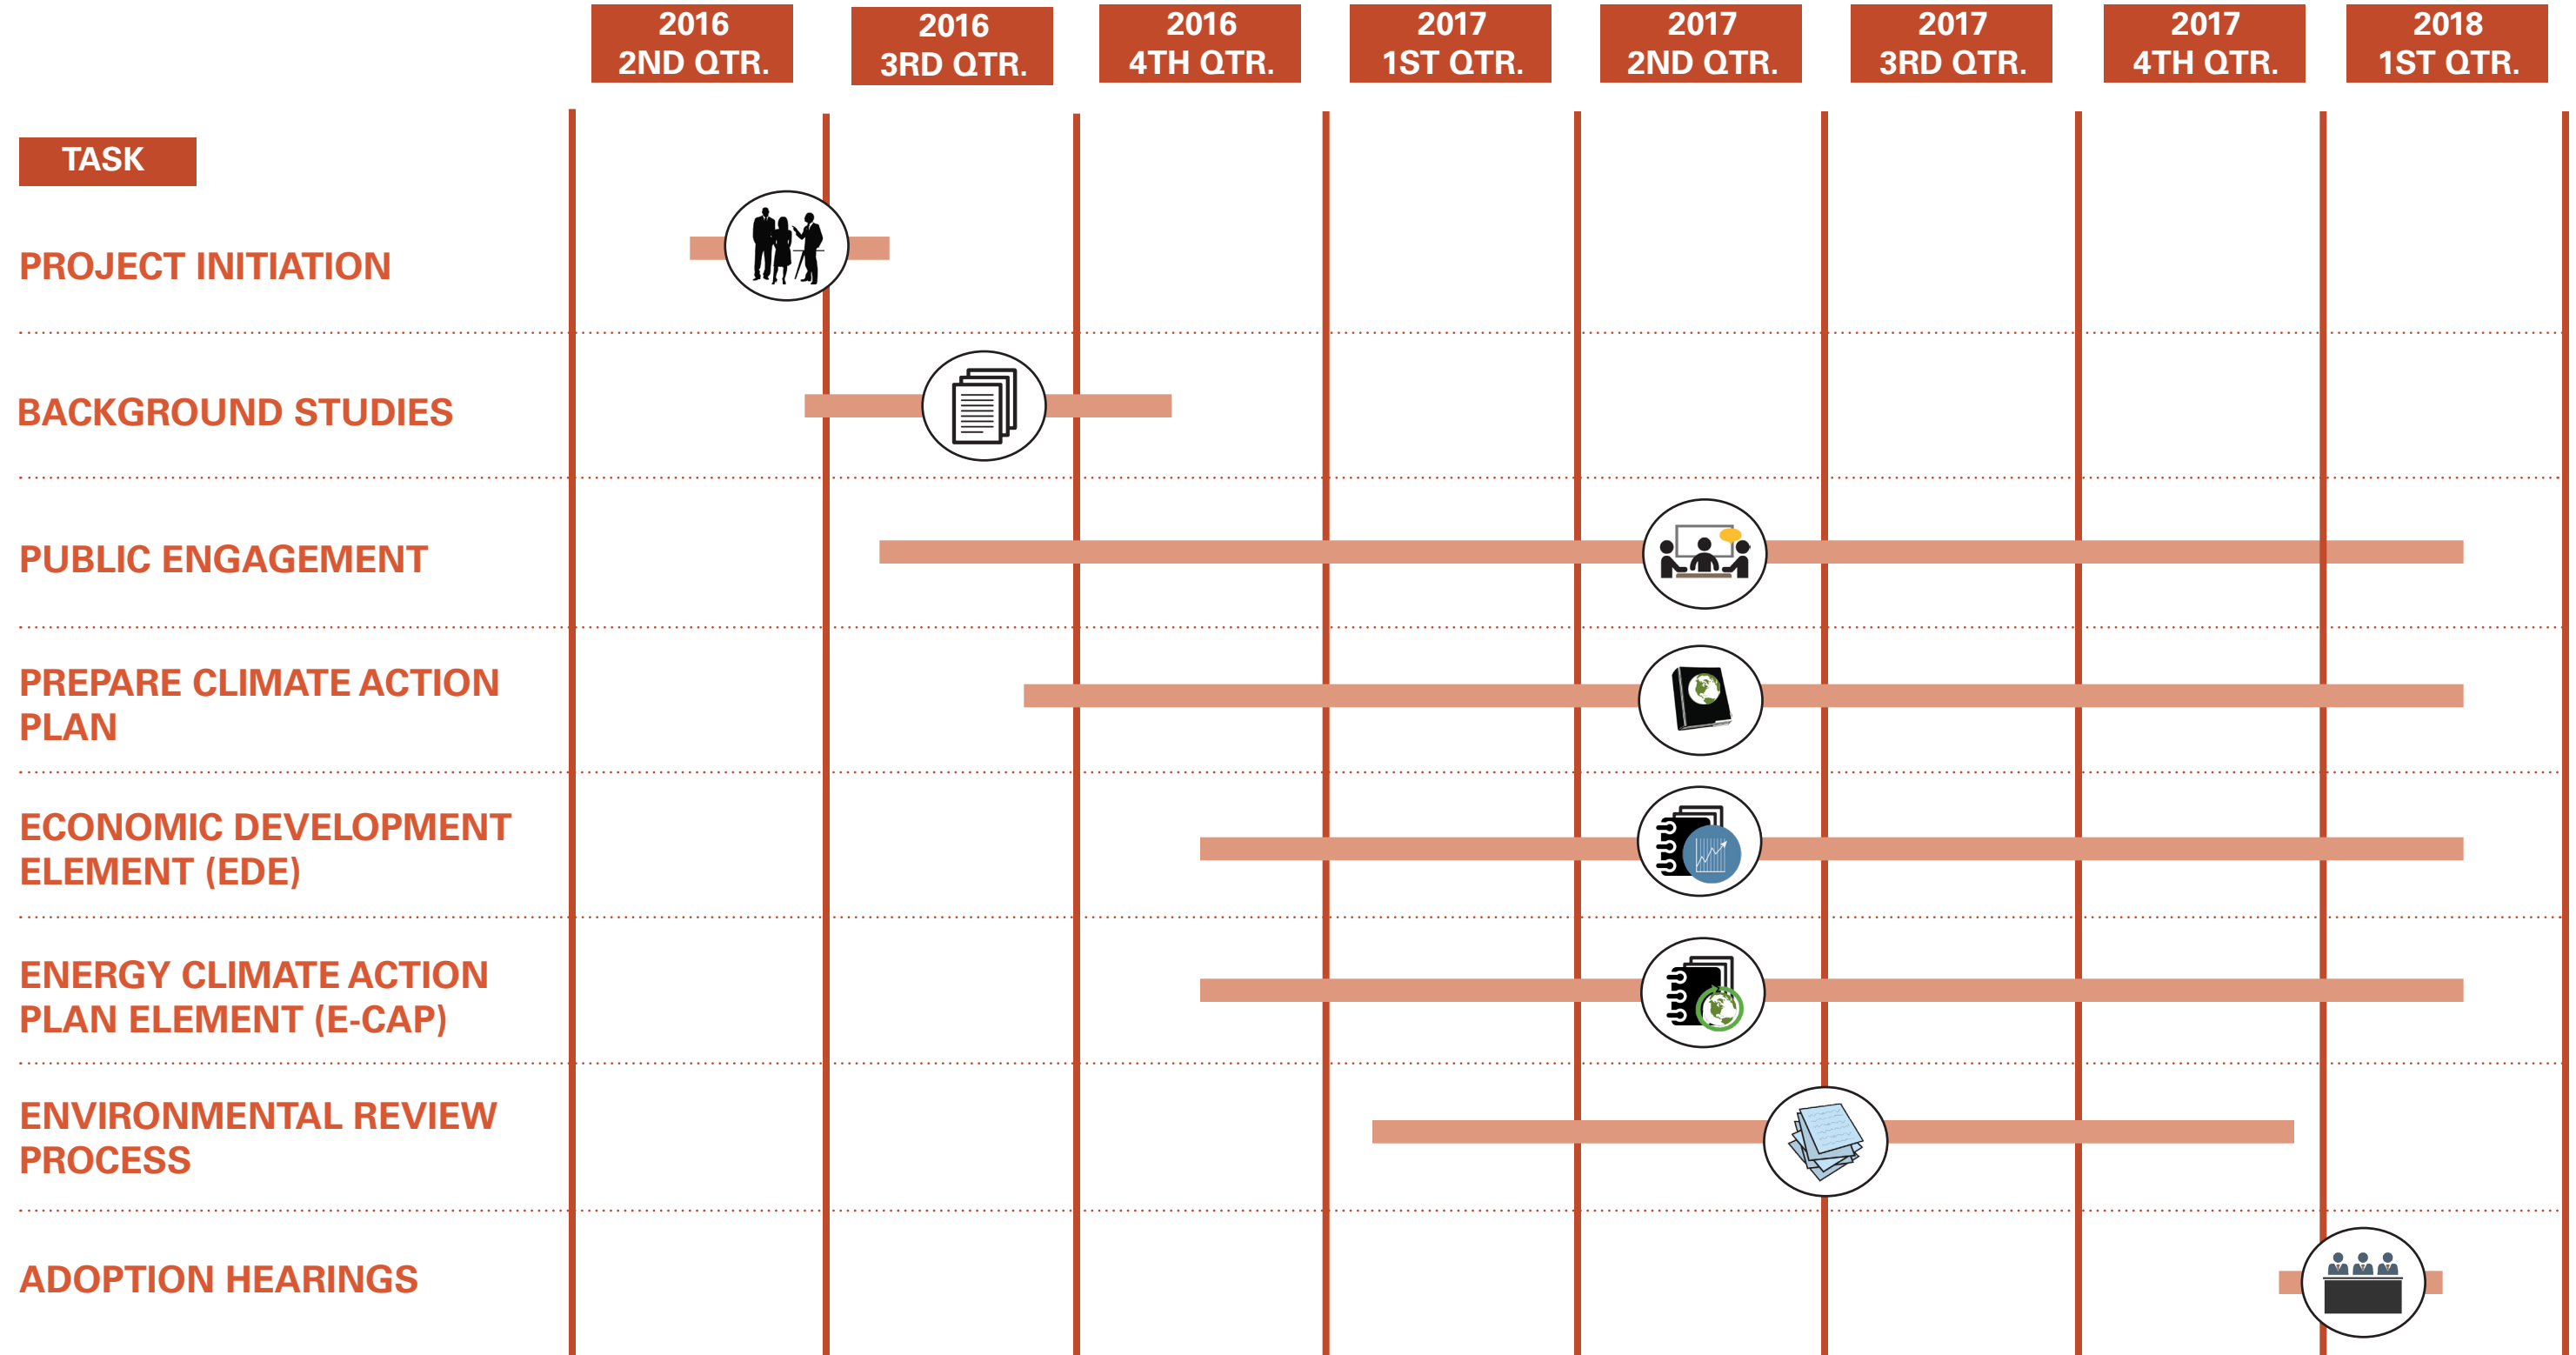 2016
2ND QTR.
2016
3RD QTR.
2016
4TH QTR.
2017
1ST QTR.
2017
2ND QTR.
2017
3RD QTR.
2017
4TH QTR.
2018
1ST QTR.
TASK
PROJECT INITIATION
BACKGROUND STUDIES
PUBLIC ENGAGEMENT
PREPARE CLIMATE ACTION
PLAN
ECONOMIC DEVELOPMENT
ELEMENT (EDE)
ENERGY CLIMATE ACTION
PLAN ELEMENT (E-CAP)
ENVIRONMENTAL REVIEW
PROCESS
ADOPTION HEARINGS